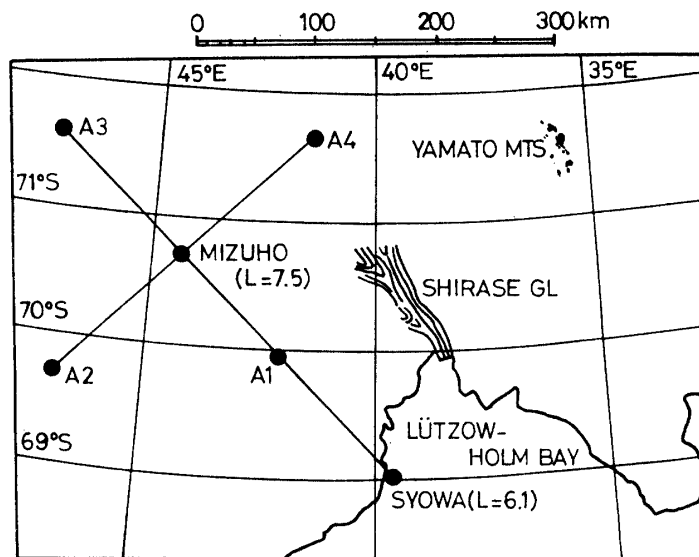 0 100 200 300 km
45°E 40°E 35°E
A3
A4
YAMATO MTS
71°S
MIZUHO
(L=7.5)
SHIRASE GL
70°S
A2
A1
69°S
LÜTZOW-
HOLM BAY
SYOWA(L=6.1)